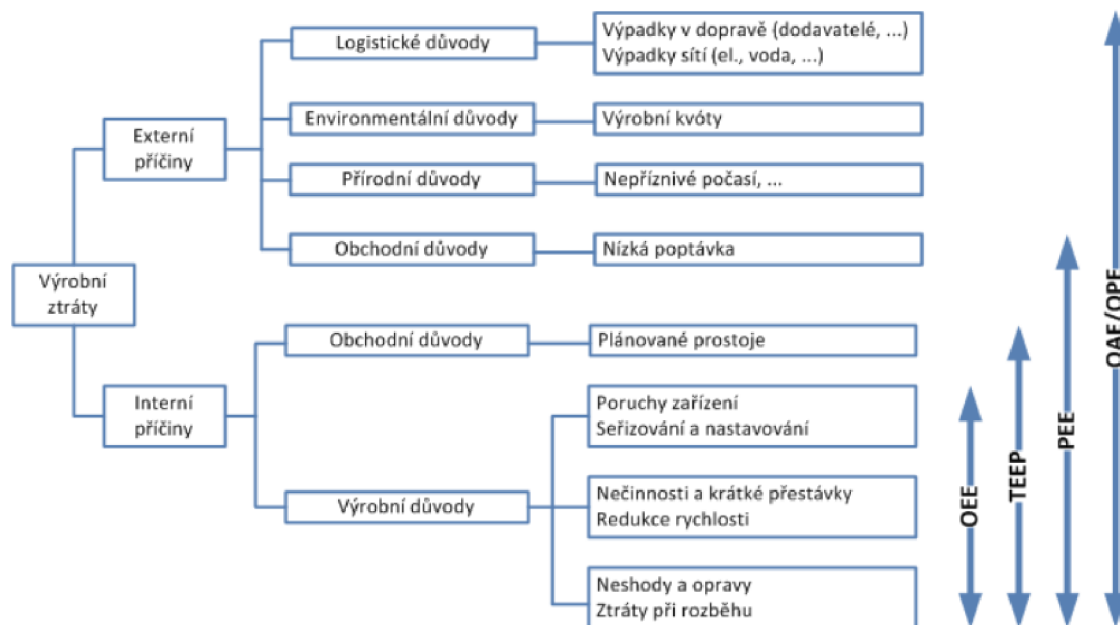 Výrobní
ztráty
Externí
příčiny
Logistické důvody
Výpadky v dopravě (dodavatelé, ...)
Výpadky sítí (el., voda, ...)
Environmentální důvody
Výrobní kvóty
Přírodní důvody
Nepříznivé počasí, ...
Obchodní důvody
Nízká poptávka
Interní
příčiny
Obchodní důvody
Plánované prostoje
Výrobní důvody
Poruchy zařízení
Seřizování a nastavování
Nečinnosti a krátké přestávky
Redukce rychlosti
Neshody a opravy
Ztráty při rozběhu
OEE
TEEP
PEE
OAE/OPE